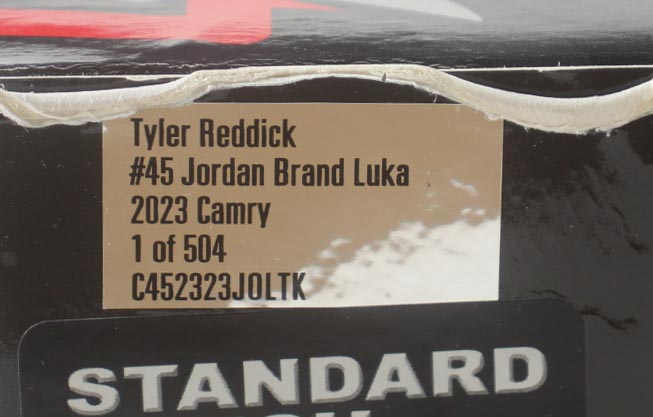 Tyler Reddick
#45 Jordan Brand Luka
2023 Camry
1 of 504
C452323JOLTK
STANDARD